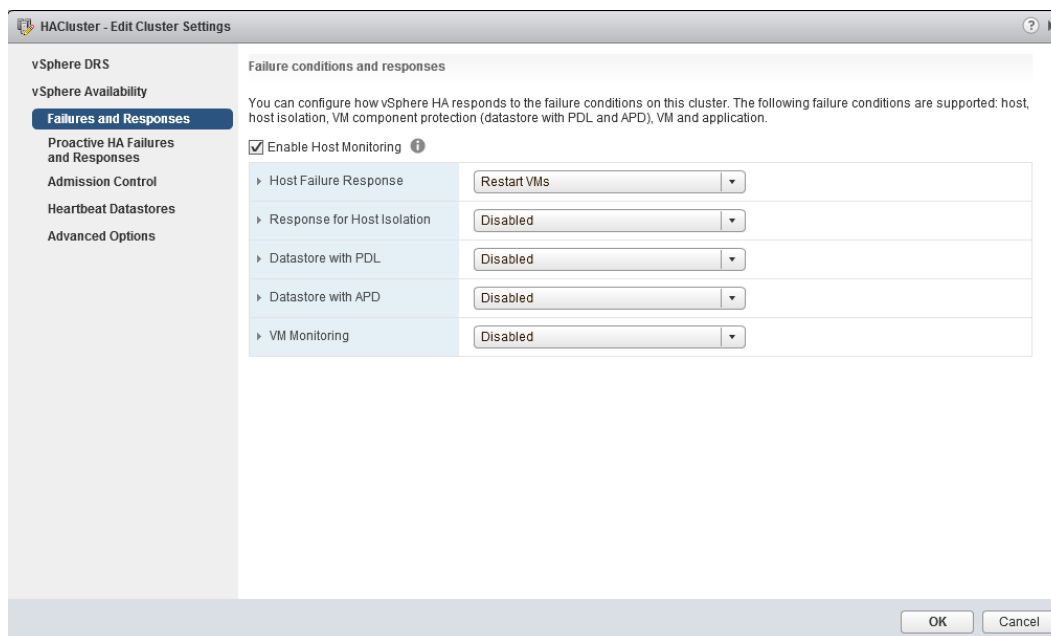 HACluster - Edit Cluster Settings
?
vSphere DRS
vSphere Availability
Failures and Responses
Proactive HA Failures
and Responses
Admission Control
Heartbeat Datastores
Advanced Options
Failure conditions and responses
You can configure how vSphere HA responds to the failure conditions on this cluster. The following failure conditions are supported: host,
host isolation, VM component protection (datastore with PDL and APD), VM and application.
Enable Host Monitoring
Host Failure Response Restart VMs
Response for Host Isolation Disabled
Datastore with PDL Disabled
Datastore with APD Disabled
VM Monitoring Disabled
OK Cancel